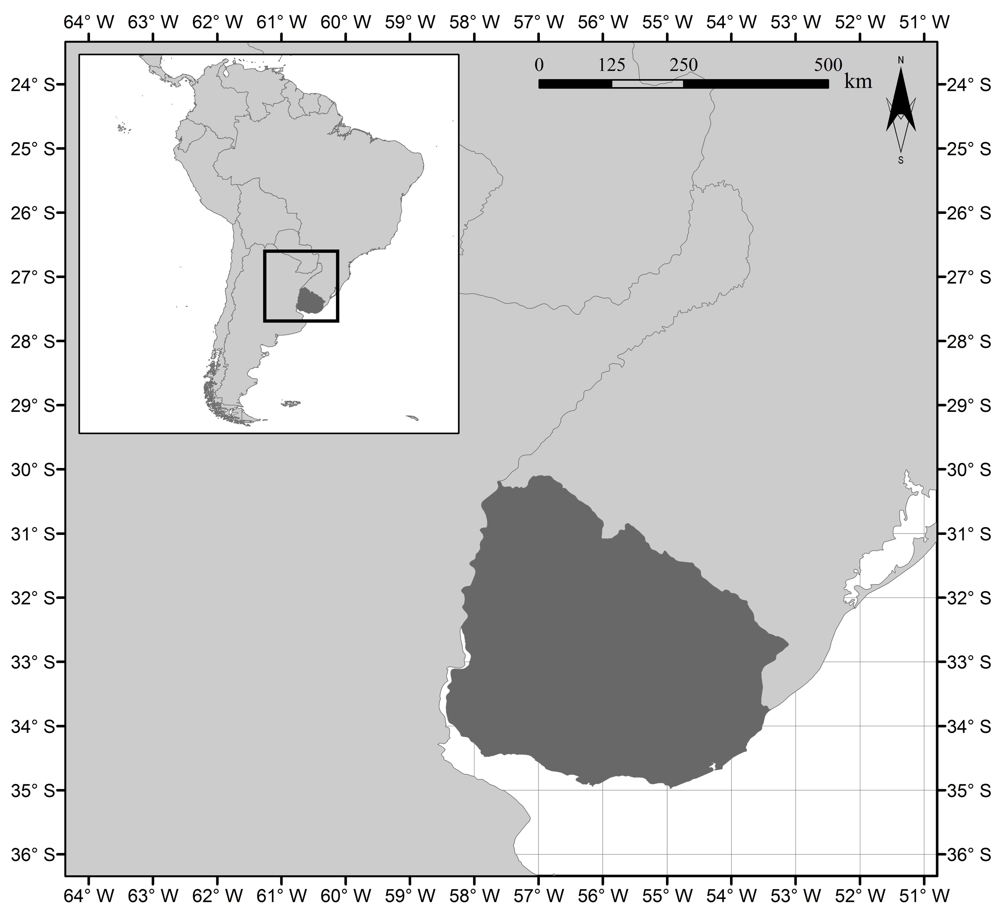 64° W 63° W 62° W 61° W 60° W 59° W 58° W 57° W 56° W 55° W 54° W 53° W 52° W 51° W
0 125 250 500
km
N
S
24° S 24° S
25° S 25° S
26° S 26° S
27° S 27° S
28° S 28° S
29° S 29° S
30° S 30° S
31° S 31° S
32° S 32° S
33° S 33° S
34° S 34° S
35° S 35° S
36° S 36° S
64° W 63° W 62° W 61° W 60° W 59° W 58° W 57° W 56° W 55° W 54° W 53° W 52° W 51° W